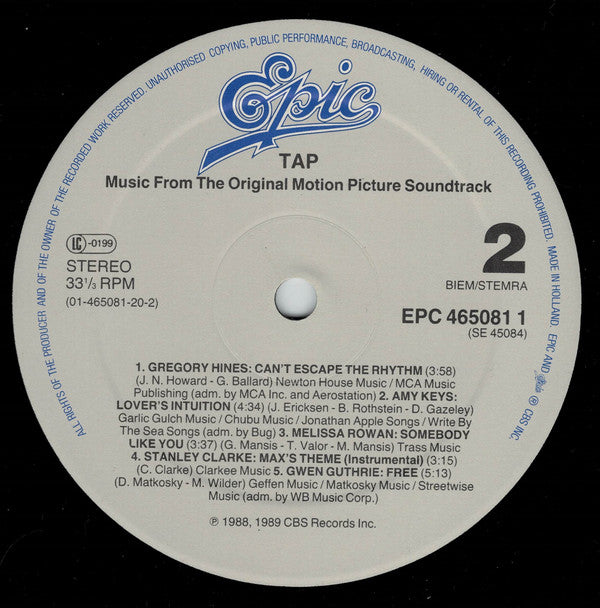 ALL RIGHTS OF THE PRODUCER AND OF THE OWNER OF THE RECORDED WORK RESERVED. UNAUTHORISED COPYING, PUBLIC PERFORMANCE, BROADCASTING, HIRING OR RENTAL OF THIS RECORDING PROHIBITED. MADE IN HOLLAND. EPIC AND Epic ® CBS INC.
Epic
TAP
Music From The Original Motion Picture Soundtrack
LC-0199
STEREO
33 1/3 RPM
(01-465081-20-2)
2
BIEM/STEMRA
EPC 465081 1
(SE 45084)
1. GREGORY HINES: CAN'T ESCAPE THE RHYTHM (3:58)
(J. N. Howard - G. Ballard) Newton House Music / MCA Music
Publishing (adm. by MCA Inc. and Aerostation) 2. AMY KEYS:
LOVER'S INTUITION (4:34) (J. Ericksen - B. Rothstein - D. Gazeley)
Garlic Gulch Music / Chubu Music / Jonathan Apple Songs / Write By
The Sea Songs (adm. by Bug) 3. MELISSA ROWAN: SOMEBODY
LIKE YOU (3:37) (G. Mansis - T. Valor - M. Mansis) Trass Music
4. STANLEY CLARKE: MAX'S THEME (Instrumental) (3:15)
(C. Clarke) Clarkee Music 5. GWEN GUTHRIE: FREE (5:13)
(D. Matkosky - M. Wilder) Geffen Music / Matkosky Music / Streetwise
Music (adm. by WB Music Corp.)
℗ 1988, 1989 CBS Records Inc.